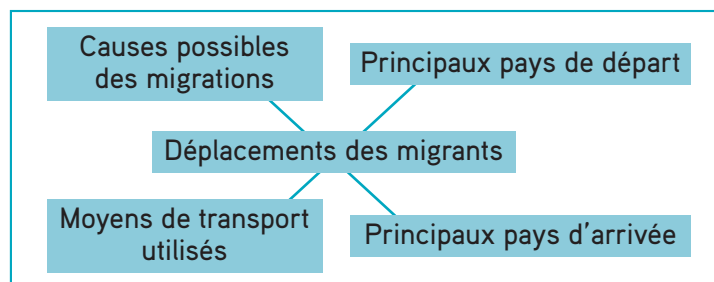 Causes possibles
des migrations
Principaux pays de départ
Déplacements des migrants
Moyens de transport
utilisés
Principaux pays d'arrivée